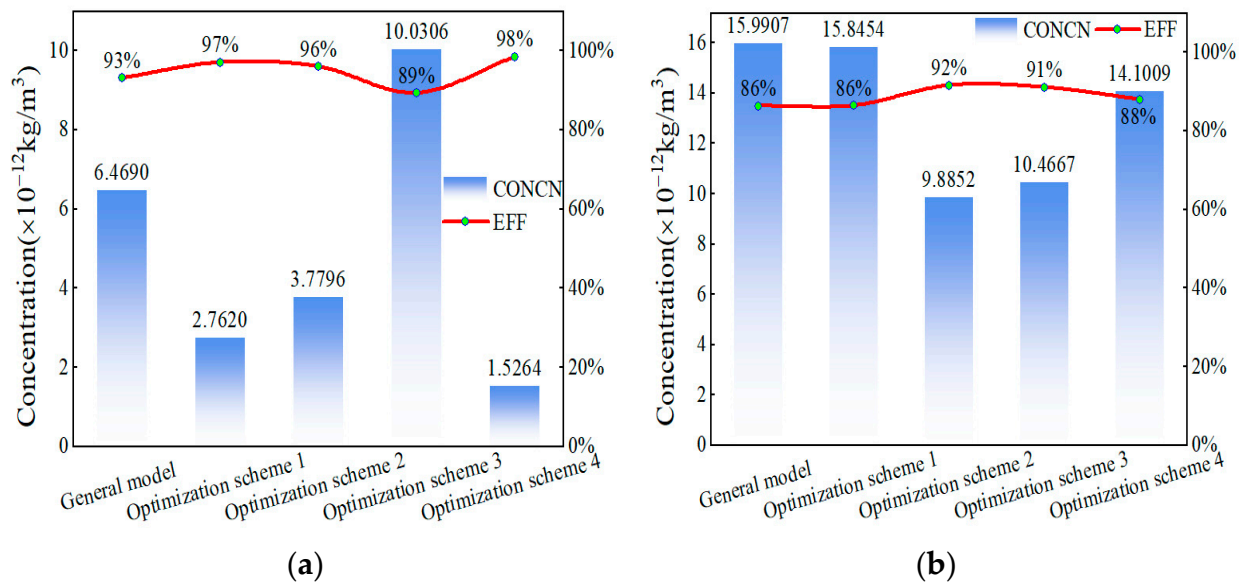 10.0306
98%
97%
96%
93%
89%
6.4690
CONCN
EFF
3.7796
2.7620
1.5264
10
8
6
4
2
0
100%
80%
60%
40%
20%
0%
Concentration(×10⁻¹²kg/m³)
General model
Optimization scheme 1
Optimization scheme 2
Optimization scheme 3
Optimization scheme 4
(a)
15.9907
15.8454
CONCN
EFF
92%
91%
86%
86%
14.1009
88%
10.4667
9.8852
16
14
12
10
8
6
4
2
0
100%
80%
60%
40%
20%
0%
Concentration(×10⁻¹²kg/m³)
General model
Optimization scheme 1
Optimization scheme 2
Optimization scheme 3
Optimization scheme 4
(b)